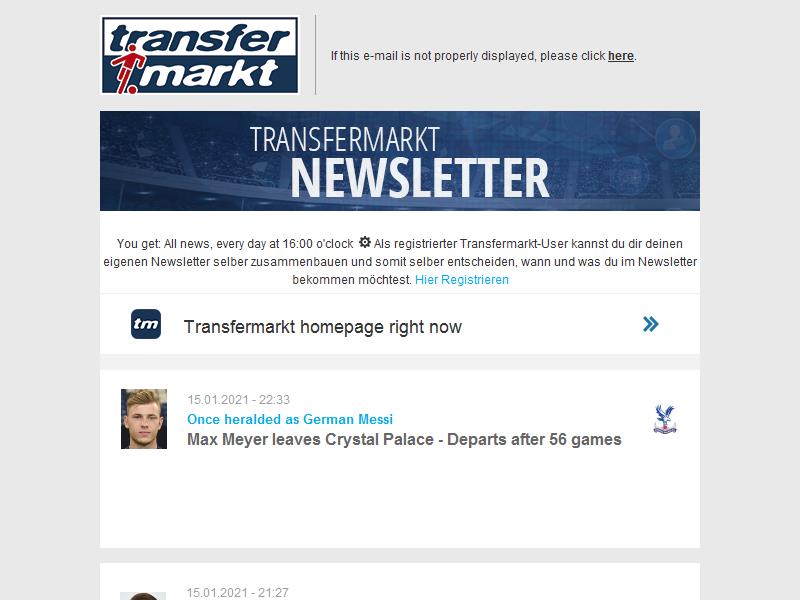 transfer
markt
If this e-mail is not properly displayed, please click here.
TRANSFERMARKT
NEWSLETTER
You get: All news, every day at 16:00 o'clock Als registrierter Transfermarkt-User kannst du dir deinen
eigenen Newsletter selber zusammenbauen und somit selber entscheiden, wann und was du im Newsletter
bekommen möchtest. Hier Registrieren
tm
Transfermarkt homepage right now
15.01.2021 - 22:33
Once heralded as German Messi
Max Meyer leaves Crystal Palace - Departs after 56 games
15.01.2021 - 21:27